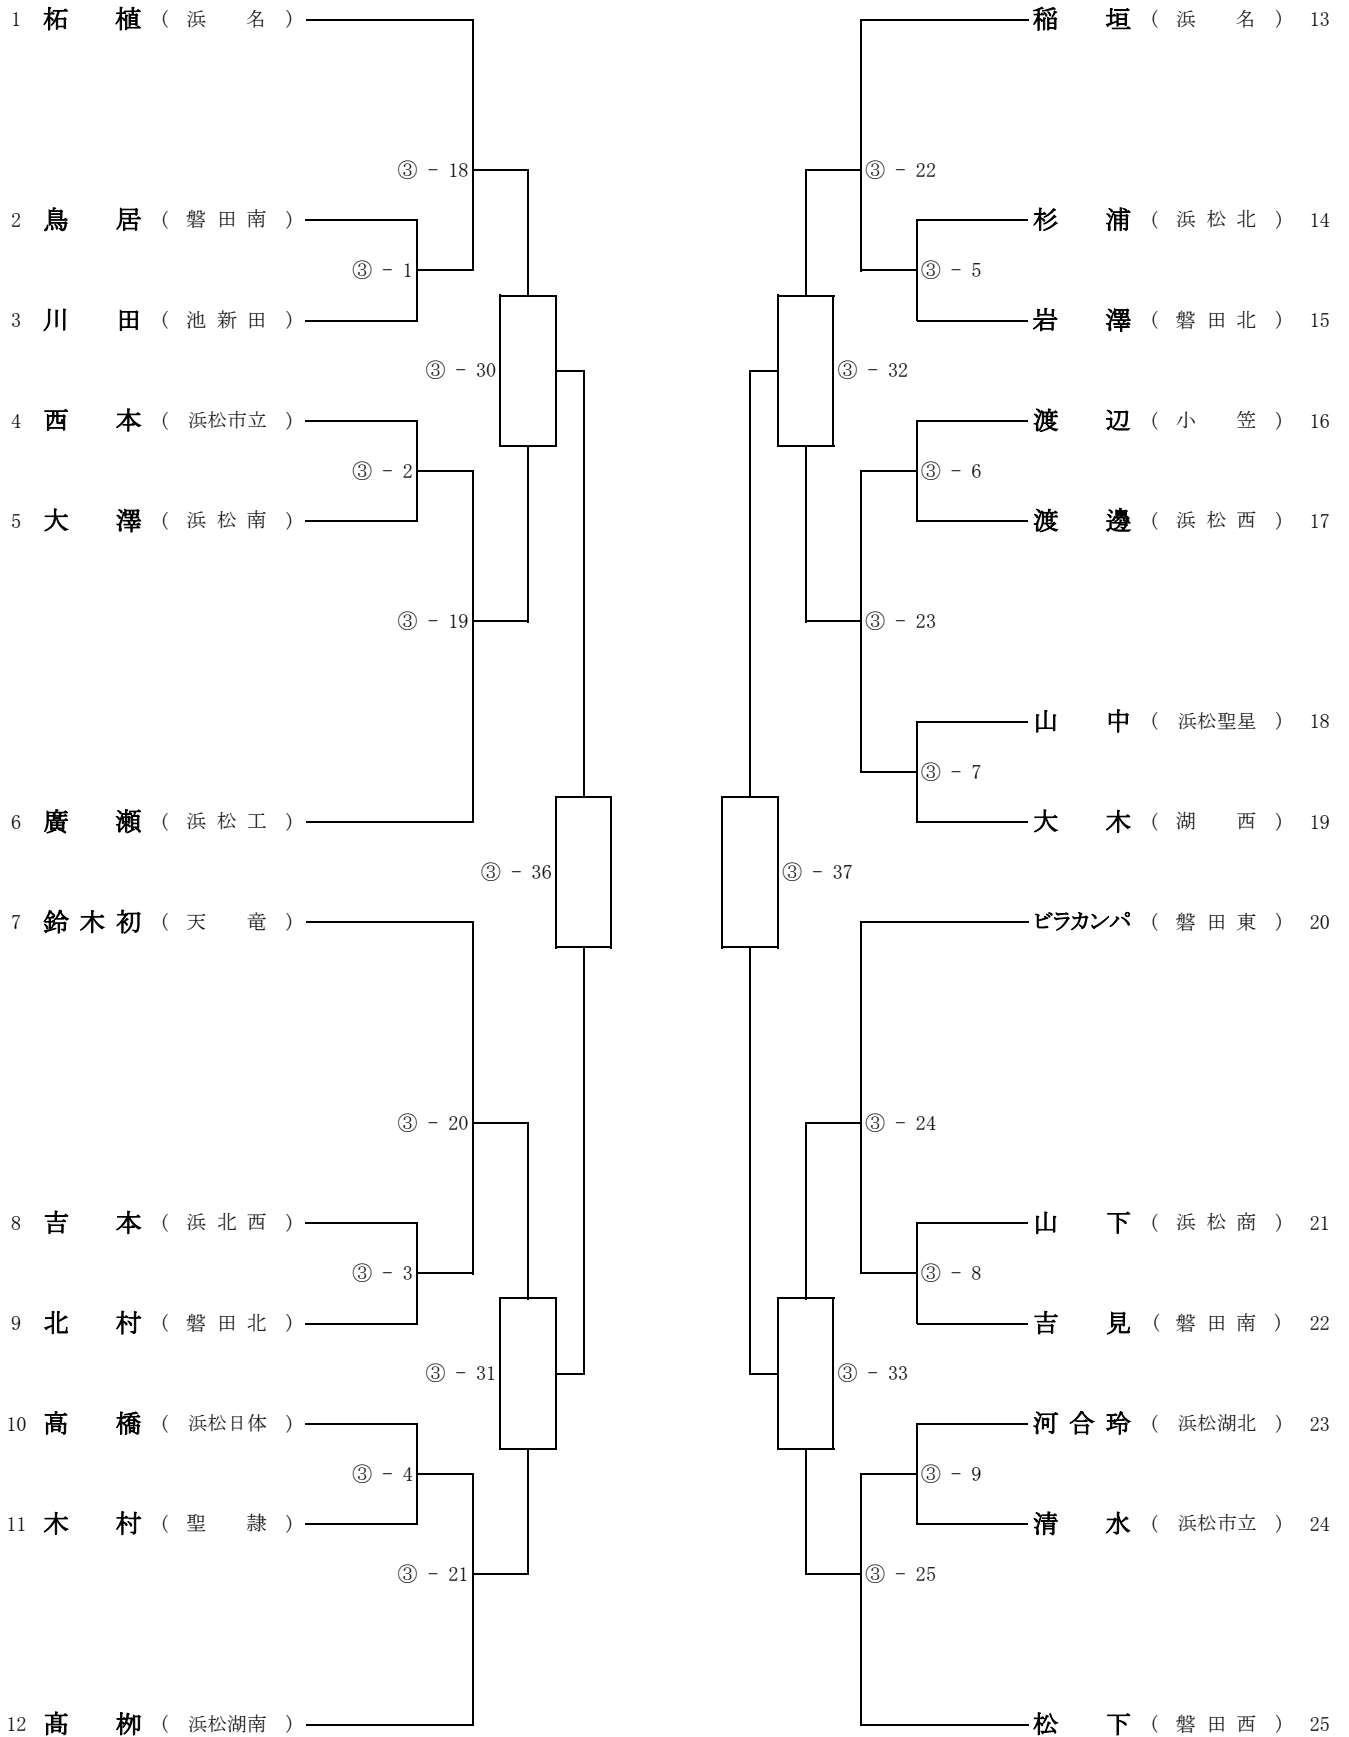 1 柘 植 ( 浜 名 )
③ - 18
2 鳥 居 ( 磐 田 南 )
③ - 1
3 川 田 ( 池 新 田 )
③ - 30
4 西 本 ( 浜松市立 )
③ - 2
5 大 澤 ( 浜 松 南 )
③ - 19
6 廣 瀬 ( 浜 松 工 )
③ - 36
7 鈴 木 初 ( 天 竜 )
③ - 20
8 吉 本 ( 浜 北 西 )
③ - 3
9 北 村 ( 磐 田 北 )
③ - 31
10 髙 橋 ( 浜松日体 )
③ - 4
11 木 村 ( 聖 隷 )
③ - 21
12 髙 栁 ( 浜松湖南 )
稲 垣 ( 浜 名 ) 13
③ - 22
杉 浦 ( 浜 松 北 ) 14
③ - 5
岩 澤 ( 磐 田 北 ) 15
③ - 32
渡 辺 ( 小 笠 ) 16
③ - 6
渡 邊 ( 浜 松 西 ) 17
③ - 23
山 中 ( 浜松聖星 ) 18
③ - 7
大 木 ( 湖 西 ) 19
③ - 37
ビラカンパ ( 磐 田 東 ) 20
③ - 24
山 下 ( 浜 松 商 ) 21
③ - 8
吉 見 ( 磐 田 南 ) 22
③ - 33
河 合 玲 ( 浜松湖北 ) 23
③ - 9
清 水 ( 浜松市立 ) 24
③ - 25
松 下 ( 磐 田 西 ) 25